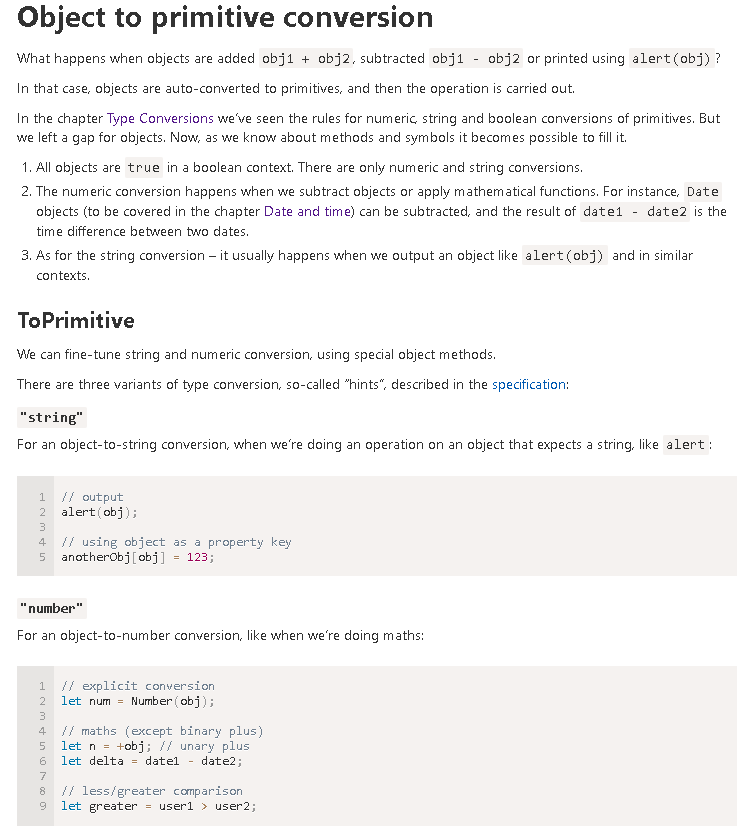 Object to primitive conversion
What happens when objects are added obj1 + obj2, subtracted obj1 - obj2 or printed using alert(obj)?
In that case, objects are auto-converted to primitives, and then the operation is carried out.
In the chapter Type Conversions we’ve seen the rules for numeric, string and boolean conversions of primitives. But
we left a gap for objects. Now, as we know about methods and symbols it becomes possible to fill it.
1. All objects are true in a boolean context. There are only numeric and string conversions.
2. The numeric conversion happens when we subtract objects or apply mathematical functions. For instance, Date
objects (to be covered in the chapter Date and time) can be subtracted, and the result of date1 - date2 is the
time difference between two dates.
3. As for the string conversion – it usually happens when we output an object like alert(obj) and in similar
contexts.
ToPrimitive
We can fine-tune string and numeric conversion, using special object methods.
There are three variants of type conversion, so-called “hints”, described in the specification:
"string"
For an object-to-string conversion, when we’re doing an operation on an object that expects a string, like alert:
1 // output
2 alert(obj);
3
4 // using object as a property key
5 anotherObj[obj] = 123;
"number"
For an object-to-number conversion, like when we’re doing maths:
1 // explicit conversion
2 let num = Number(obj);
3
4 // maths (except binary plus)
5 let n = +obj; // unary plus
6 let delta = date1 - date2;
7
8 // less/greater comparison
9 let greater = user1 > user2;